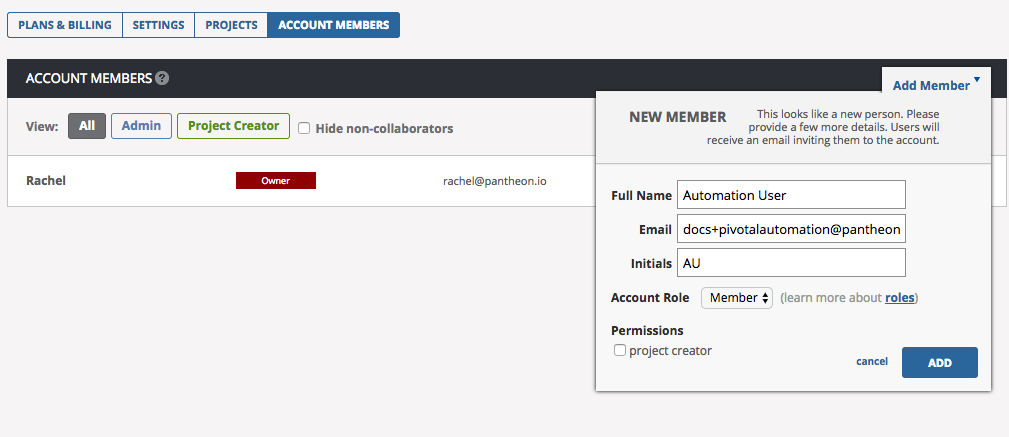 PLANS & BILLING SETTINGS PROJECTS ACCOUNT MEMBERS
ACCOUNT MEMBERS ?
Add Member
View: All Admin Project Creator Hide non-collaborators
Rachel Owner rachel@pantheon.io
NEW MEMBER
This looks like a new person. Please
provide a few more details. Users will
receive an email inviting them to the account.
Full Name Automation User
Email docs+pivotalautomation@pantheon
Initials AU
Account Role Member (learn more about roles)
Permissions
project creator
cancel ADD